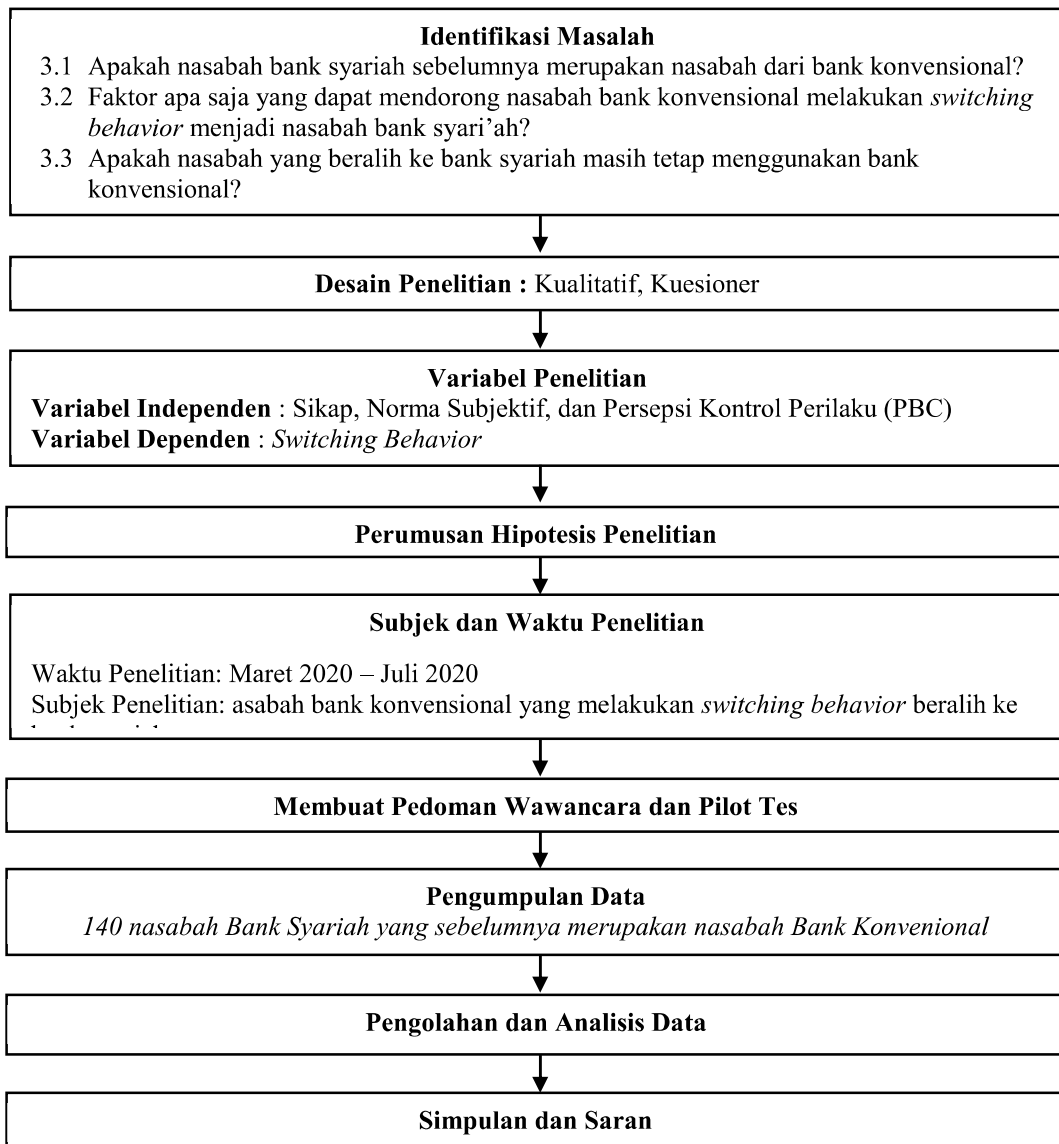 Identifikasi Masalah
3.1 Apakah nasabah bank syariah sebelumnya merupakan nasabah dari bank konvensional?
3.2 Faktor apa saja yang dapat mendorong nasabah bank konvensional melakukan switching
behavior menjadi nasabah bank syari’ah?
3.3 Apakah nasabah yang beralih ke bank syariah masih tetap menggunakan bank
konvensional?
Desain Penelitian : Kualitatif, Kuesioner
Variabel Penelitian
Variabel Independen : Sikap, Norma Subjektif, dan Persepsi Kontrol Perilaku (PBC)
Variabel Dependen : Switching Behavior
Perumusan Hipotesis Penelitian
Subjek dan Waktu Penelitian
Waktu Penelitian: Maret 2020 – Juli 2020
Subjek Penelitian: asabah bank konvensional yang melakukan switching behavior beralih ke
Membuat Pedoman Wawancara dan Pilot Tes
Pengumpulan Data
140 nasabah Bank Syariah yang sebelumnya merupakan nasabah Bank Konvenional
Pengolahan dan Analisis Data
Simpulan dan Saran